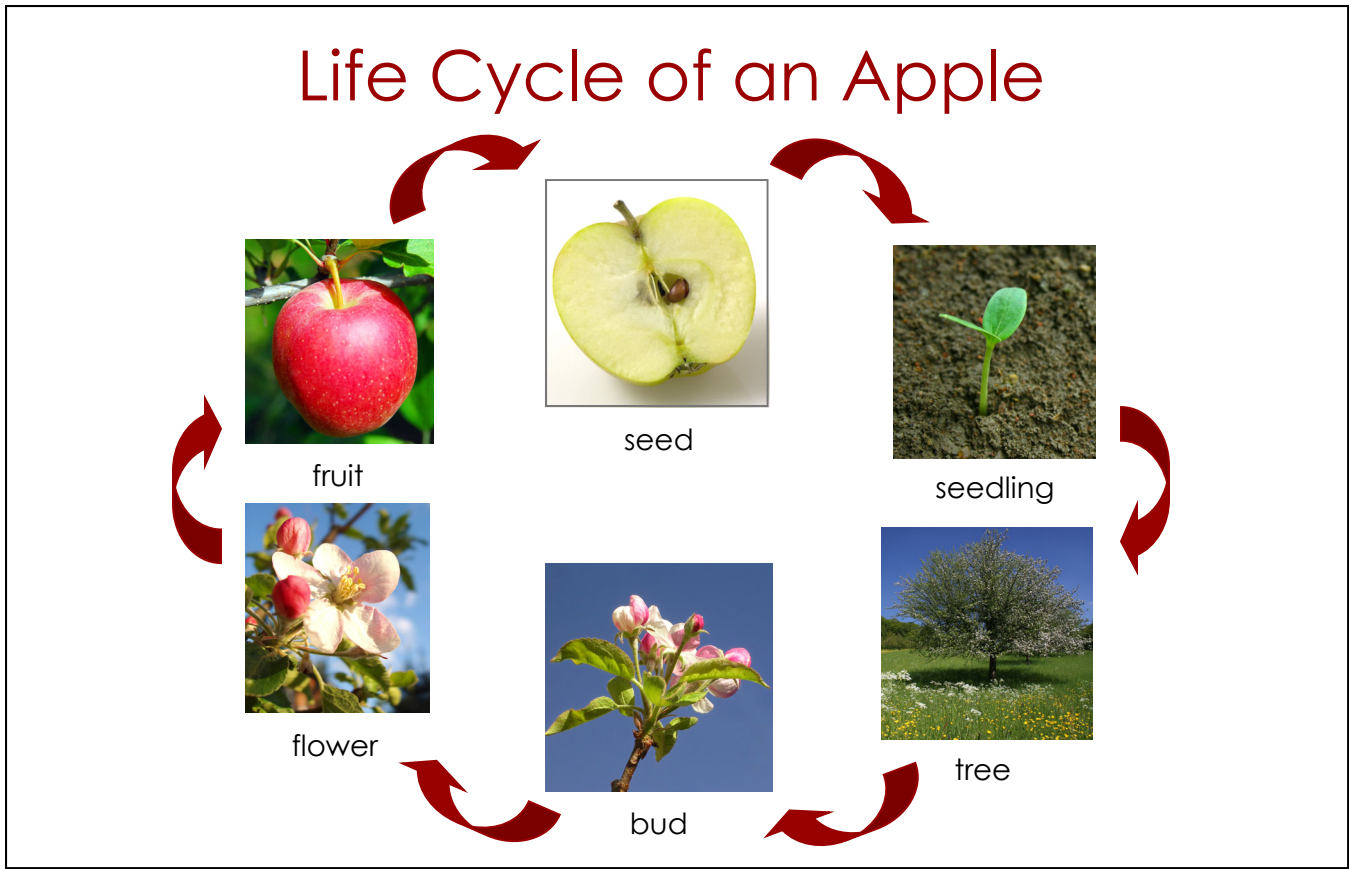 Life Cycle of an Apple
seed
seedling
tree
bud
flower
fruit